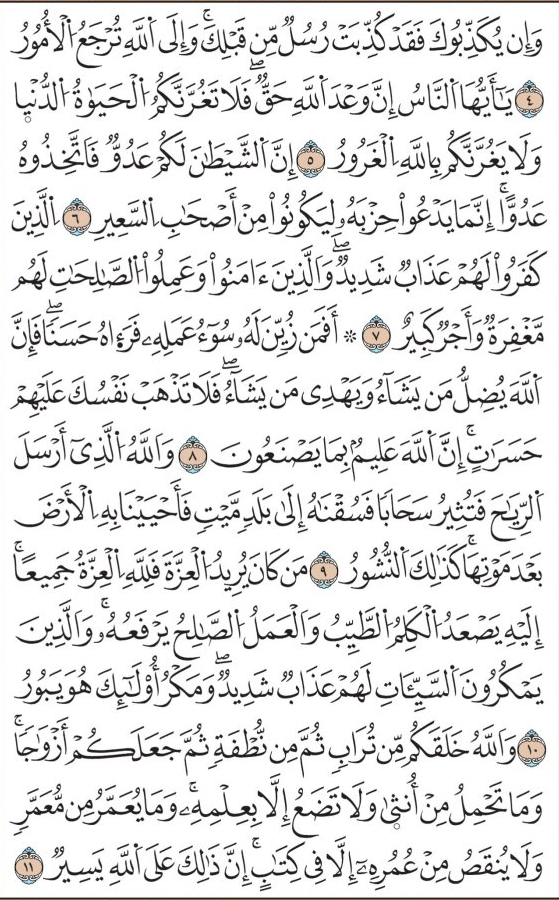 وَإِن يُكَذِّبُوكَ فَقَدْ كُذِّبَتْ رُسُلٌ مِّن قَبْلِكَ ۚ وَإِلَى ٱللَّهِ تُرْجَعُ ٱلْأُمُورُ
٤ يَـٰٓأَيُّهَا ٱلنَّاسُ إِنَّ وَعْدَ ٱللَّهِ حَقٌّ ۖ فَلَا تَغُرَّنَّكُمُ ٱلْحَيَوٰةُ ٱلدُّنْيَا
وَلَا يَغُرَّنَّكُم بِٱللَّهِ ٱلْغَرُورُ ٥ إِنَّ ٱلشَّيْطَـٰنَ لَكُمْ عَدُوٌّ فَٱتَّخِذُوهُ
عَدُوًّا ۚ إِنَّمَا يَدْعُوا۟ حِزْبَهُۥ لِيَكُونُوا۟ مِنْ أَصْحَـٰبِ ٱلسَّعِيرِ ٦ ٱلَّذِينَ
كَفَرُوا۟ لَهُمْ عَذَابٌ شَدِيدٌ ۖ وَٱلَّذِينَ ءَامَنُوا۟ وَعَمِلُوا۟ ٱلصَّـٰلِحَـٰتِ لَهُم
مَّغْفِرَةٌ وَأَجْرٌ كَبِيرٌ ٧ ۞ أَفَمَن زُيِّنَ لَهُۥ سُوٓءُ عَمَلِهِۦ فَرَءَاهُ حَسَنًا ۖ فَإِنَّ
ٱللَّهَ يُضِلُّ مَن يَشَآءُ وَيَهْدِى مَن يَشَآءُ ۖ فَلَا تَذْهَبْ نَفْسُكَ عَلَيْهِمْ
حَسَرَٰتٍ ۚ إِنَّ ٱللَّهَ عَلِيمٌۢ بِمَا يَصْنَعُونَ ٨ وَٱللَّهُ ٱلَّذِىٓ أَرْسَلَ
ٱلرِّيَـٰحَ فَتُثِيرُ سَحَابًا فَسُقْنَـٰهُ إِلَىٰ بَلَدٍ مَّيِّتٍ فَأَحْيَيْنَا بِهِ ٱلْأَرْضَ
بَعْدَ مَوْتِهَا ۚ كَذَٰلِكَ ٱلنُّشُورُ ٩ مَن كَانَ يُرِيدُ ٱلْعِزَّةَ فَلِلَّهِ ٱلْعِزَّةُ جَمِيعًا ۚ
إِلَيْهِ يَصْعَدُ ٱلْكَلِمُ ٱلطَّيِّبُ وَٱلْعَمَلُ ٱلصَّـٰلِحُ يَرْفَعُهُۥ ۚ وَٱلَّذِينَ
يَمْكُرُونَ ٱلسَّيِّـَٔاتِ لَهُمْ عَذَابٌ شَدِيدٌ ۖ وَمَكْرُ أُو۟لَـٰٓئِكَ هُوَ يَبُورُ
١٠ وَٱللَّهُ خَلَقَكُم مِّن تُرَابٍ ثُمَّ مِن نُّطْفَةٍ ثُمَّ جَعَلَكُمْ أَزْوَٰجًا ۚ
وَمَا تَحْمِلُ مِنْ أُنثَىٰ وَلَا تَضَعُ إِلَّا بِعِلْمِهِۦ ۚ وَمَا يُعَمَّرُ مِن مُّعَمَّرٍ
وَلَا يُنقَصُ مِنْ عُمُرِهِۦٓ إِلَّا فِى كِتَـٰبٍ ۚ إِنَّ ذَٰلِكَ عَلَى ٱللَّهِ يَسِيرٌ ١١